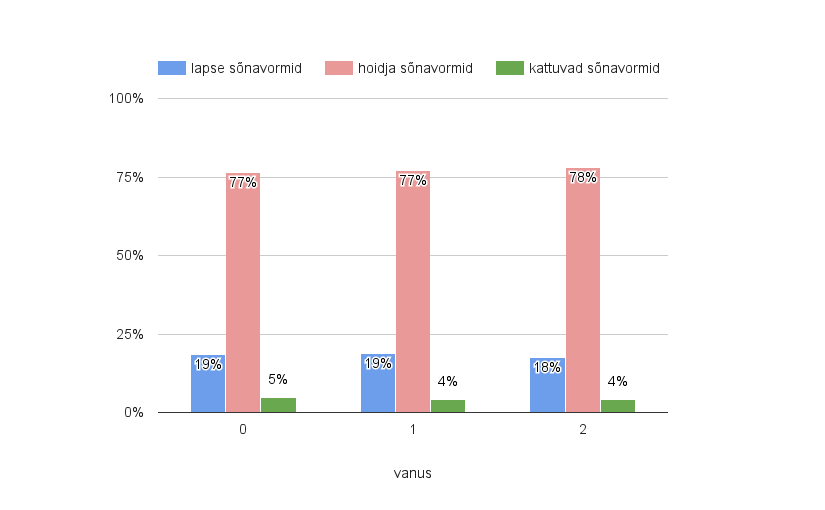 lapse sõnavormid hoidja sõnavormid kattuvad sõnavormid
100%
75%
50%
25%
0%
19% 77% 5%
19% 77% 4%
18% 78% 4%
0 1 2
vanus